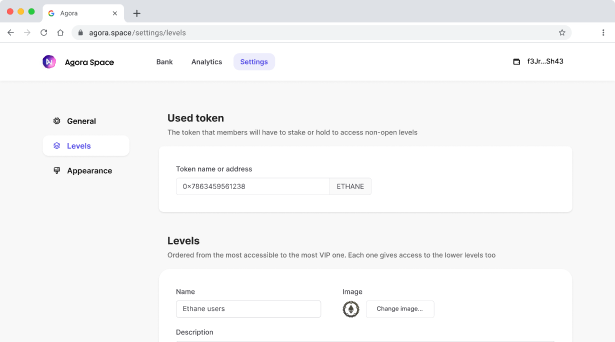 Agora
agora.space/settings/levels
Agora Space
Bank
Analytics
Settings
f3Jr...Sh43
General
Levels
Appearance
Used token
The token that members will have to stake or hold to access non-open levels
Token name or address
0×7863459561238
ETHANE
Levels
Ordered from the most accessible to the most VIP one. Each one gives access to the lower levels too
Name
Image
Ethane users
Change image...
Description